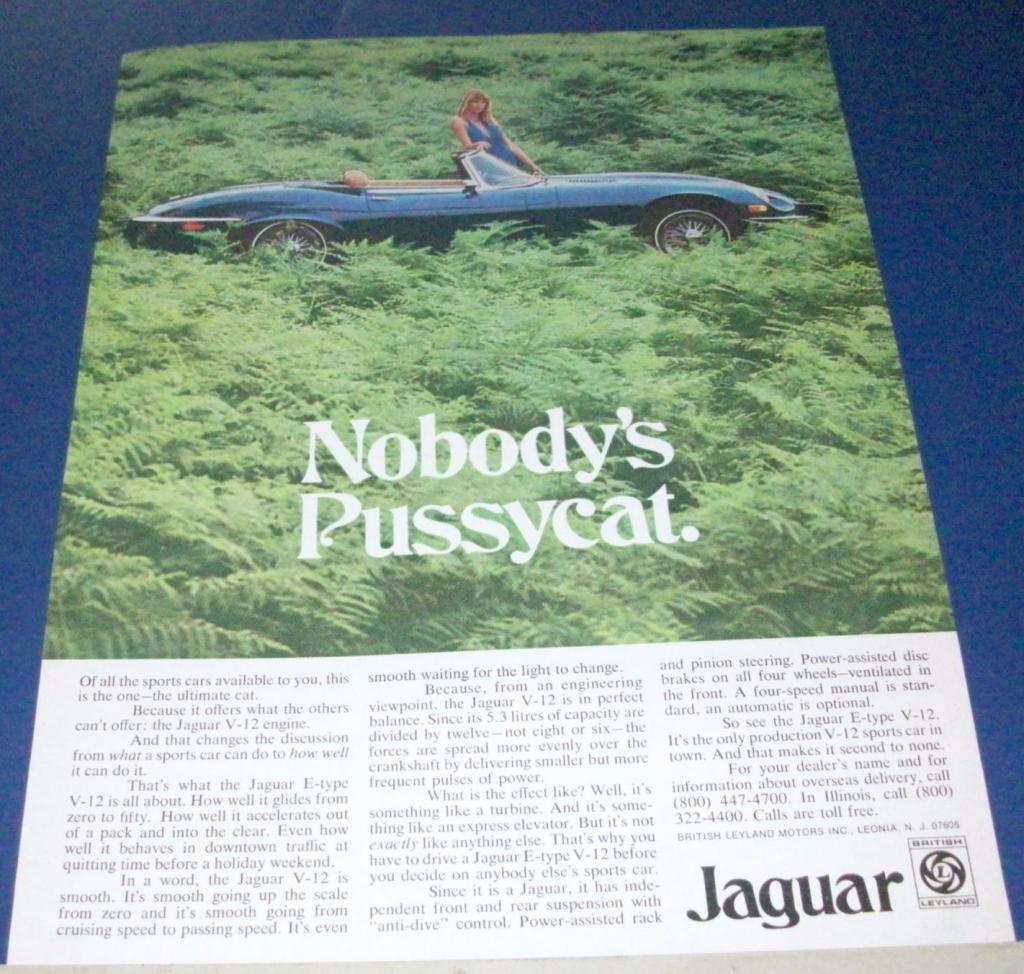 Nobody's
Pussycat.
Of all the sports cars available to you, this
is the one—the ultimate cat.
Because it offers what the others
can't offer: the Jaguar V-12 engine.
And that changes the discussion
from what a sports car can do to how well
it can do it.
That's what the Jaguar E-type
V-12 is all about. How well it glides from
zero to fifty. How well it accelerates out
of a pack and into the clear. Even how
well it behaves in downtown traffic at
quitting time before a holiday weekend.
In a word, the Jaguar V-12 is
smooth. It's smooth going up the scale
from zero and it's smooth going from
cruising speed to passing speed. It's even
smooth waiting for the light to change.
Because, from an engineering
viewpoint, the Jaguar V-12 is in perfect
balance. Since its 5.3 litres of capacity are
divided by twelve—not eight or six—the
forces are spread more evenly over the
crankshaft by delivering smaller but more
frequent pulses of power.
What is the effect like? Well, it's
something like a turbine. And it's some-
thing like an express elevator. But it's not
exactly like anything else. That's why you
have to drive a Jaguar E-type V-12 before
you decide on anybody else's sports car.
Since it is a Jaguar, it has inde-
pendent front and rear suspension with
"anti-dive" control. Power-assisted rack
and pinion steering. Power-assisted disc
brakes on all four wheels—ventilated in
the front. A four-speed manual is stan-
dard, an automatic is optional.
So see the Jaguar E-type V-12.
It's the only production V-12 sports car in
town. And that makes it second to none.
For your dealer's name and for
information about overseas delivery, call
(800) 447-4700. In Illinois, call (800)
322-4400. Calls are toll free.
BRITISH LEYLAND MOTORS INC., LEONIA, N. J. 07605
Jaguar
BRITISH
L
LEYLAND